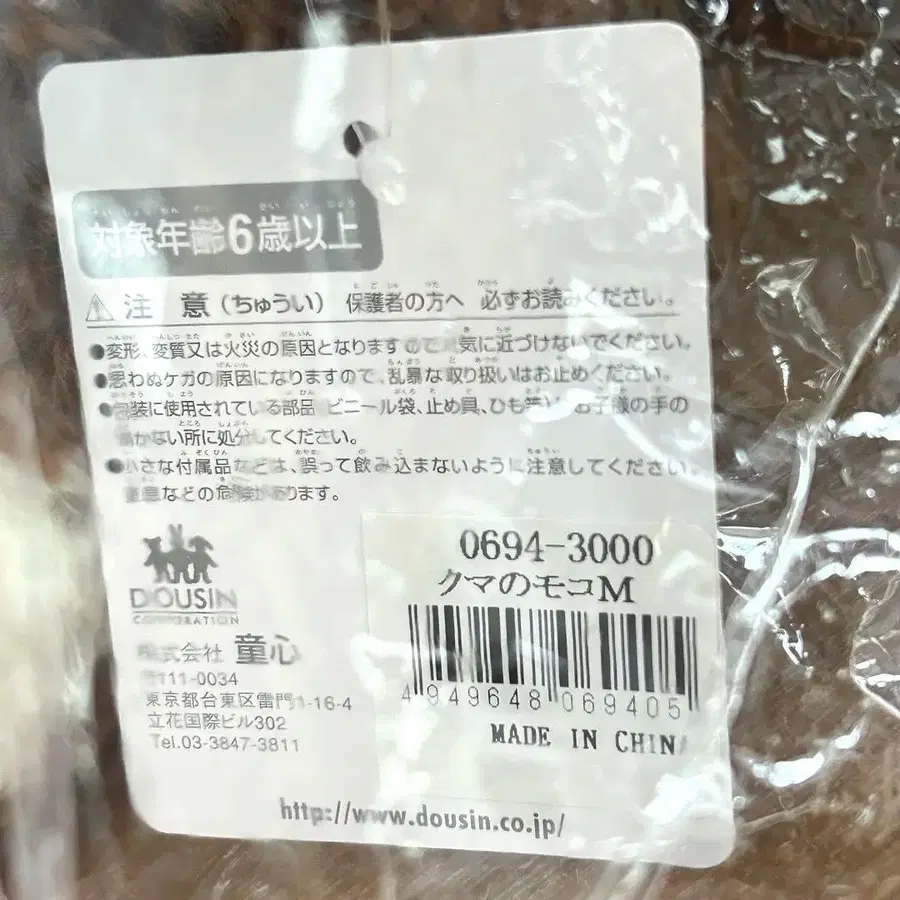 対象年齢6歳以上
注 意 (ちゅうい) 保護者の方へ 必ずお読みください。
●変形、変質又は火災の原因となりますので火気に近づけないでください。
●思わぬケガの原因になりますので、乱暴な取り扱いはお止めください。
●包装に使用されている部品 ビニール袋、止め具、ひも等は お子様の手の
届かない所に処分してください。
●小さな付属品などは、誤って飲み込まないように注意してください。
窒息などの危険があります。
DOUSIN
CORPORATION
株式会社 童心
〒111-0034
東京都台東区雷門1-16-4
立花国際ビル302
Tel.03-3847-3811
0694-3000
クマのモコM
4 949648 069405
MADE IN CHINA
http://www.dousin.co.jp/